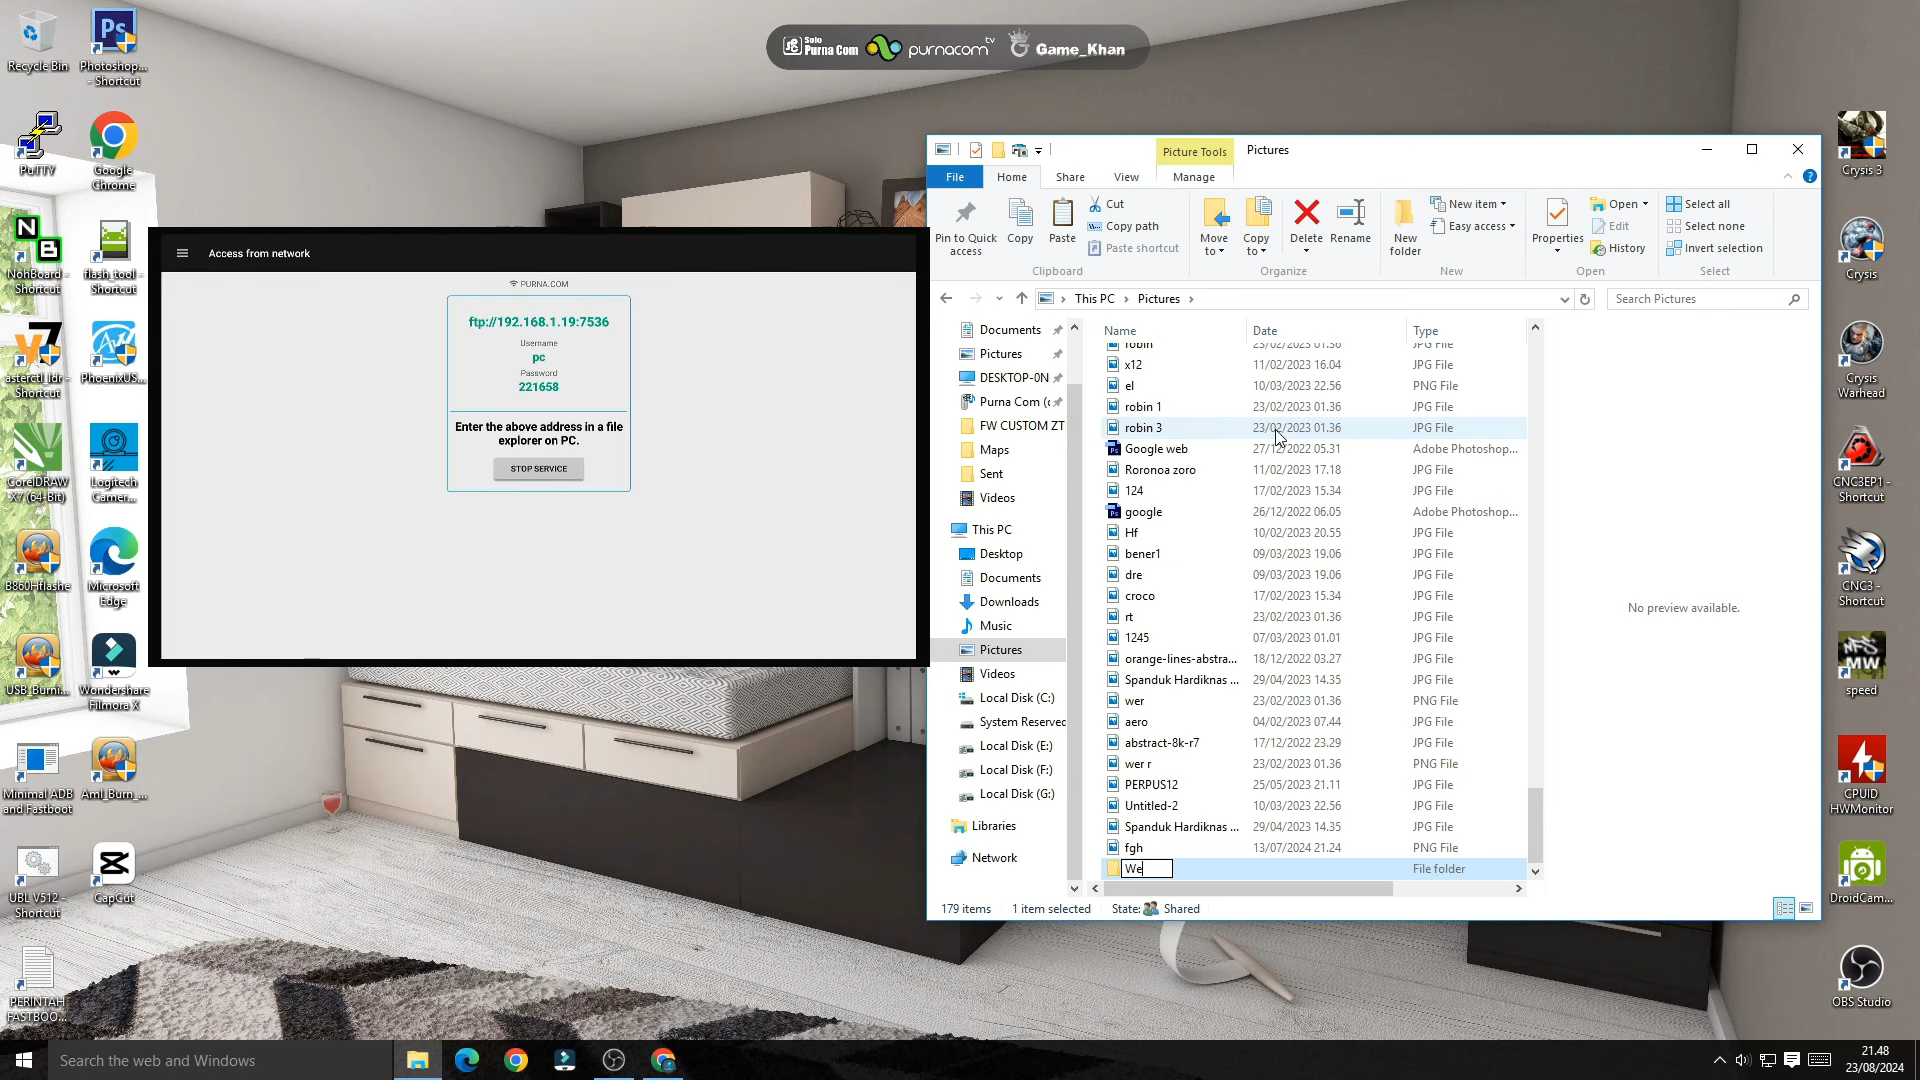 Solo
Purna Com
purnacom tv
Game_Khan
Recycle Bin
Photoshop...
- Shortcut
PuTTY
Google
Chrome
NohBoard -
Shortcut
flash_tool -
Shortcut
asterctl_ldr -
Shortcut
PhoenixUS...
CorelDRAW
X7 (64-Bit)
Logitech
Gamer...
B860Hflashe
Microsoft
Edge
USB_Burni...
Wondershare
Filmora X
Minimal ADB
and Fastboot
Aml_Burn_...
UBL V512 -
Shortcut
CapCut
PERINTAH
FASTBOO...
Access from network
PURNA.COM
ftp://192.168.1.19:7536
Username
pc
Password
221658
Enter the above address in a file
explorer on PC.
STOP SERVICE
Picture Tools
Pictures
File
Home
Share
View
Manage
Pin to Quick
access
Copy
Paste
Cut
Copy path
Paste shortcut
Clipboard
Move
to
Copy
to
Delete
Rename
Organize
New
folder
New item
Easy access
New
Properties
Open
Edit
History
Open
Select all
Select none
Invert selection
Select
This PC
Pictures
Search Pictures
Documents
Pictures
DESKTOP-0N
Purna Com (
FW CUSTOM ZT
Maps
Sent
Videos
This PC
Desktop
Documents
Downloads
Music
Pictures
Videos
Local Disk (C:)
System Reserved
Local Disk (E:)
Local Disk (F:)
Local Disk (G:)
Libraries
Network
Name Date Type
robin 23/02/2023 01.36 JPG File
x12 11/02/2023 16.04 JPG File
el 10/03/2023 22.56 PNG File
robin 1 23/02/2023 01.36 JPG File
robin 3 23/02/2023 01.36 JPG File
Google web 27/12/2022 05.31 Adobe Photoshop...
Roronoa zoro 11/02/2023 17.18 JPG File
124 17/02/2023 15.34 JPG File
google 26/12/2022 06.05 Adobe Photoshop...
Hf 10/02/2023 20.55 JPG File
bener1 09/03/2023 19.06 JPG File
dre 09/03/2023 19.06 JPG File
croco 17/02/2023 15.34 JPG File
rt 23/02/2023 01.36 JPG File
1245 07/03/2023 01.01 JPG File
orange-lines-abstra... 18/12/2022 03.27 JPG File
Spanduk Hardiknas ... 29/04/2023 14.35 JPG File
wer 23/02/2023 01.36 PNG File
aero 04/02/2023 07.44 JPG File
abstract-8k-r7 17/12/2022 23.29 JPG File
wer r 23/02/2023 01.36 PNG File
PERPUS12 25/05/2023 21.11 JPG File
Untitled-2 10/03/2023 22.56 JPG File
Spanduk Hardiknas ... 29/04/2023 14.35 JPG File
fgh 13/07/2024 21.24 PNG File
We File folder
No preview available.
179 items 1 item selected State: Shared
Crysis 3
Crysis
Crysis
Warhead
CNC3EP1 -
Shortcut
CNC3 -
Shortcut
NFS
MW
speed
CPUID
HWMonitor
DroidCam...
OBS Studio
Search the web and Windows
21.48
23/08/2024